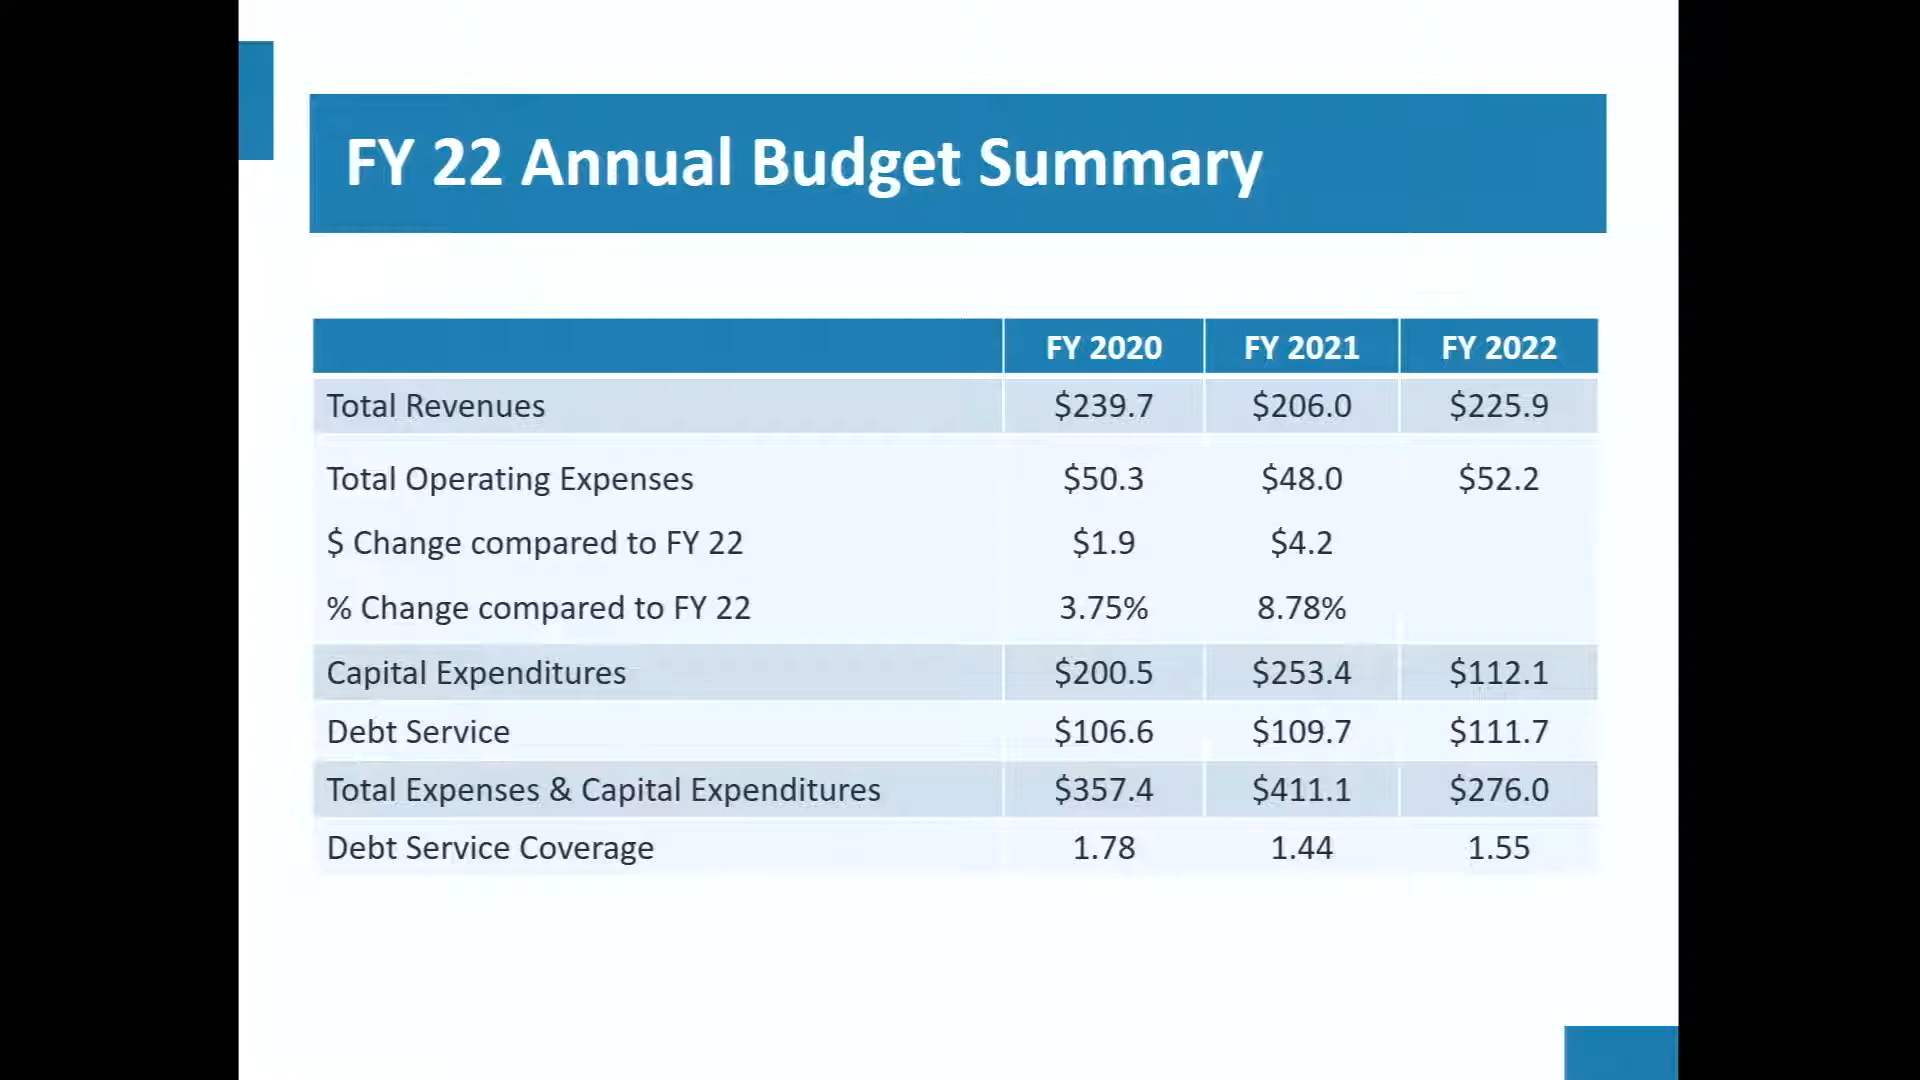 FY 22 Annual Budget Summary
FY 2020 FY 2021 FY 2022
Total Revenues $239.7 $206.0 $225.9
Total Operating Expenses $50.3 $48.0 $52.2
$ Change compared to FY 22 $1.9 $4.2
% Change compared to FY 22 3.75% 8.78%
Capital Expenditures $200.5 $253.4 $112.1
Debt Service $106.6 $109.7 $111.7
Total Expenses & Capital Expenditures $357.4 $411.1 $276.0
Debt Service Coverage 1.78 1.44 1.55